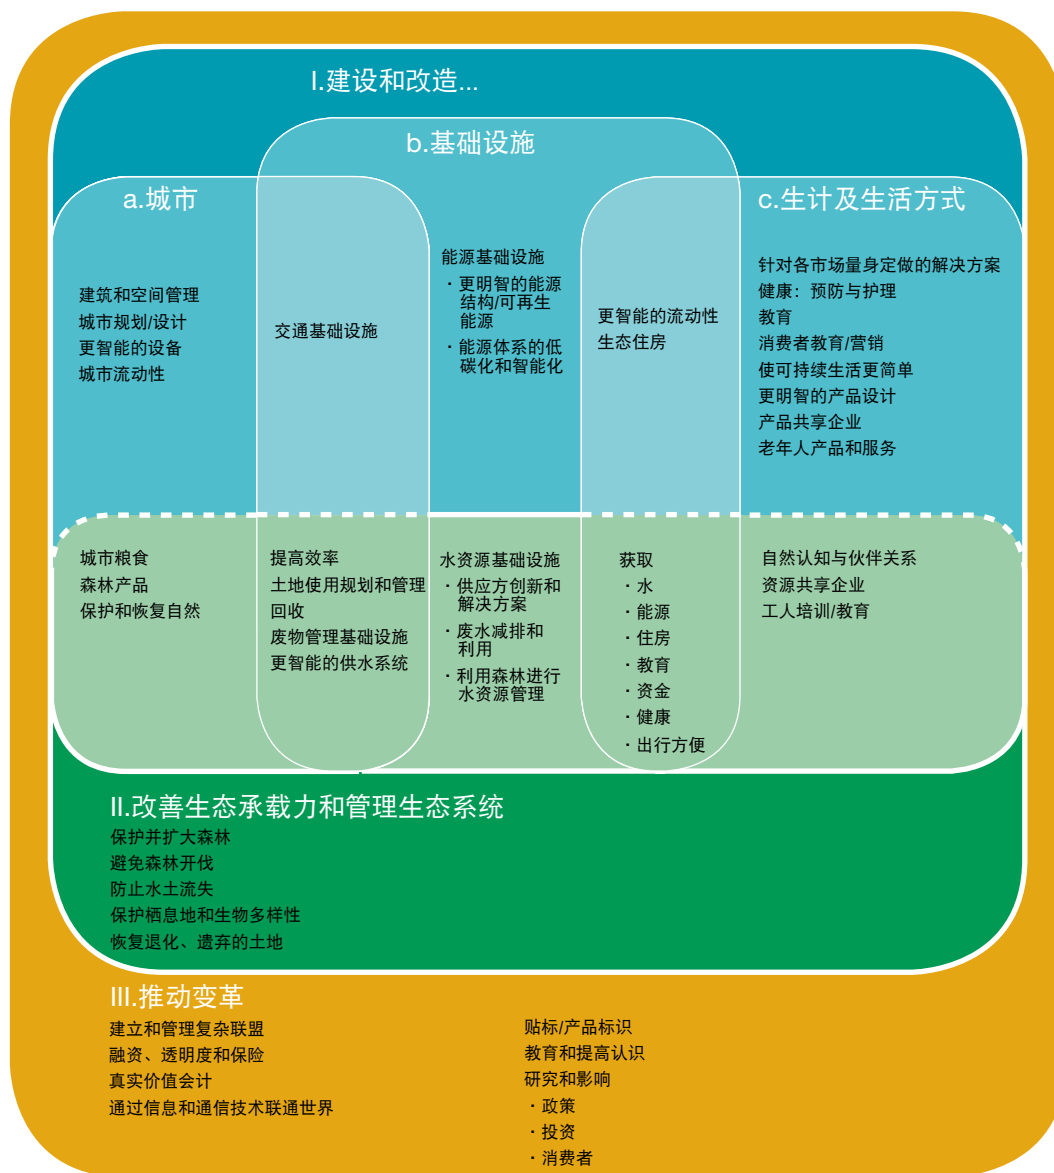 I.建设和改造...
b.基础设施
a.城市
c.生计及生活方式
建筑和空间管理
城市规划/设计
更智能的设备
城市流动性
交通基础设施
能源基础设施
·更明智的能源
结构/可再生
能源
·能源体系的低
碳化和智能化
更智能的流动性
生态住房
针对各市场量身定做的解决方案
健康：预防与护理
教育
消费者教育/营销
使可持续生活更简单
更明智的产品设计
产品共享企业
老年人产品和服务
城市粮食
森林产品
保护和恢复自然
提高效率
土地使用规划和管理
回收
废物管理基础设施
更智能的供水系统
水资源基础设施
·供应方创新和
解决方案
·废水减排和
利用
·利用森林进行
水资源管理
获取
·水
·能源
·住房
·教育
·资金
·健康
·出行方便
自然认知与伙伴关系
资源共享企业
工人培训/教育
II.改善生态承载力和管理生态系统
保护并扩大森林
避免森林开伐
防止水土流失
保护栖息地和生物多样性
恢复退化、遗弃的土地
III.推动变革
建立和管理复杂联盟
融资、透明度和保险
真实价值会计
通过信息和通信技术联通世界
贴标/产品标识
教育和提高认识
研究和影响
·政策
·投资
·消费者